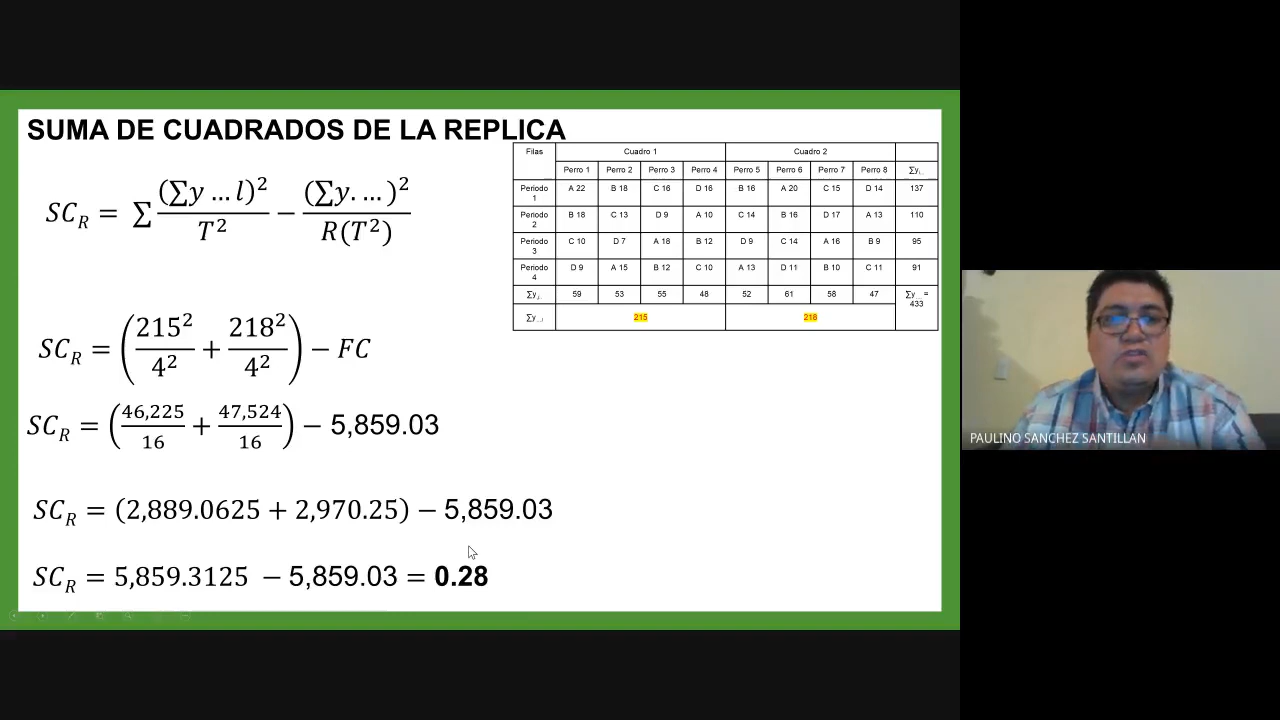 SUMA DE CUADRADOS DE LA REPLICA
SC_R = ∑ (∑y …l)² / T² − (∑y. …)² / R(T²)
SC_R = (215² / 4² + 218² / 4²) − FC
SC_R = (46,225 / 16 + 47,524 / 16) − 5,859.03
SC_R = (2,889.0625 + 2,970.25) − 5,859.03
SC_R = 5,859.3125 − 5,859.03 = 0.28
Filas Cuadro 1 Cuadro 2
Perro 1 Perro 2 Perro 3 Perro 4 Perro 5 Perro 6 Perro 7 Perro 8 ∑yᵢ...
Periodo 1 A 22 B 18 C 16 D 16 B 16 A 20 C 15 D 14 137
Periodo 2 B 18 C 13 D 9 A 10 C 14 B 16 D 17 A 13 110
Periodo 3 C 10 D 7 A 18 B 12 D 9 C 14 A 16 B 9 95
Periodo 4 D 9 A 15 B 12 C 10 A 13 D 11 B 10 C 11 91
∑y.j.. 59 53 55 48 52 61 58 47 ∑y.... = 433
∑y...l 215 218
PAULINO SANCHEZ SANTILLAN